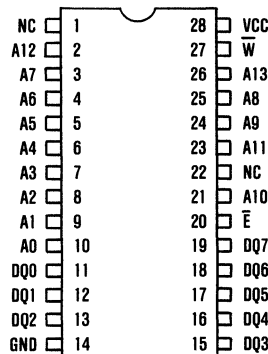 NC 1 28 VCC
A12 2 27 W̅
A7 3 26 A13
A6 4 25 A8
A5 5 24 A9
A4 6 23 A11
A3 7 22 NC
A2 8 21 A10
A1 9 20 E̅
A0 10 19 DQ7
DQ0 11 18 DQ6
DQ1 12 17 DQ5
DQ2 13 16 DQ4
GND 14 15 DQ3